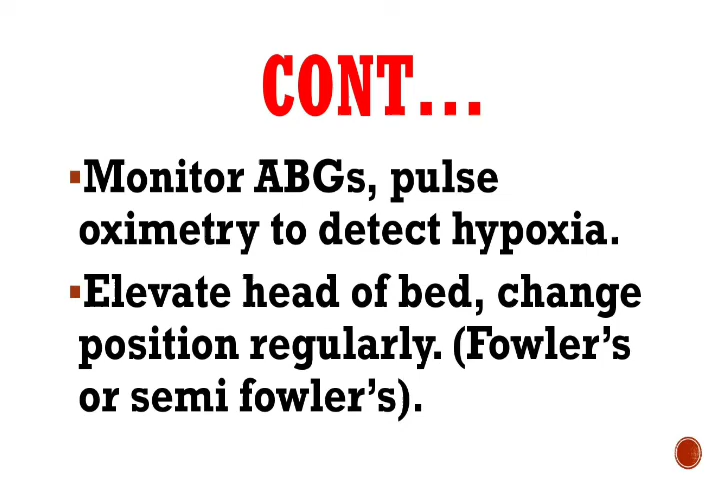 CONT...
▪Monitor ABGs, pulse
oximetry to detect hypoxia.
▪Elevate head of bed, change
position regularly. (Fowler's
or semi fowler's).